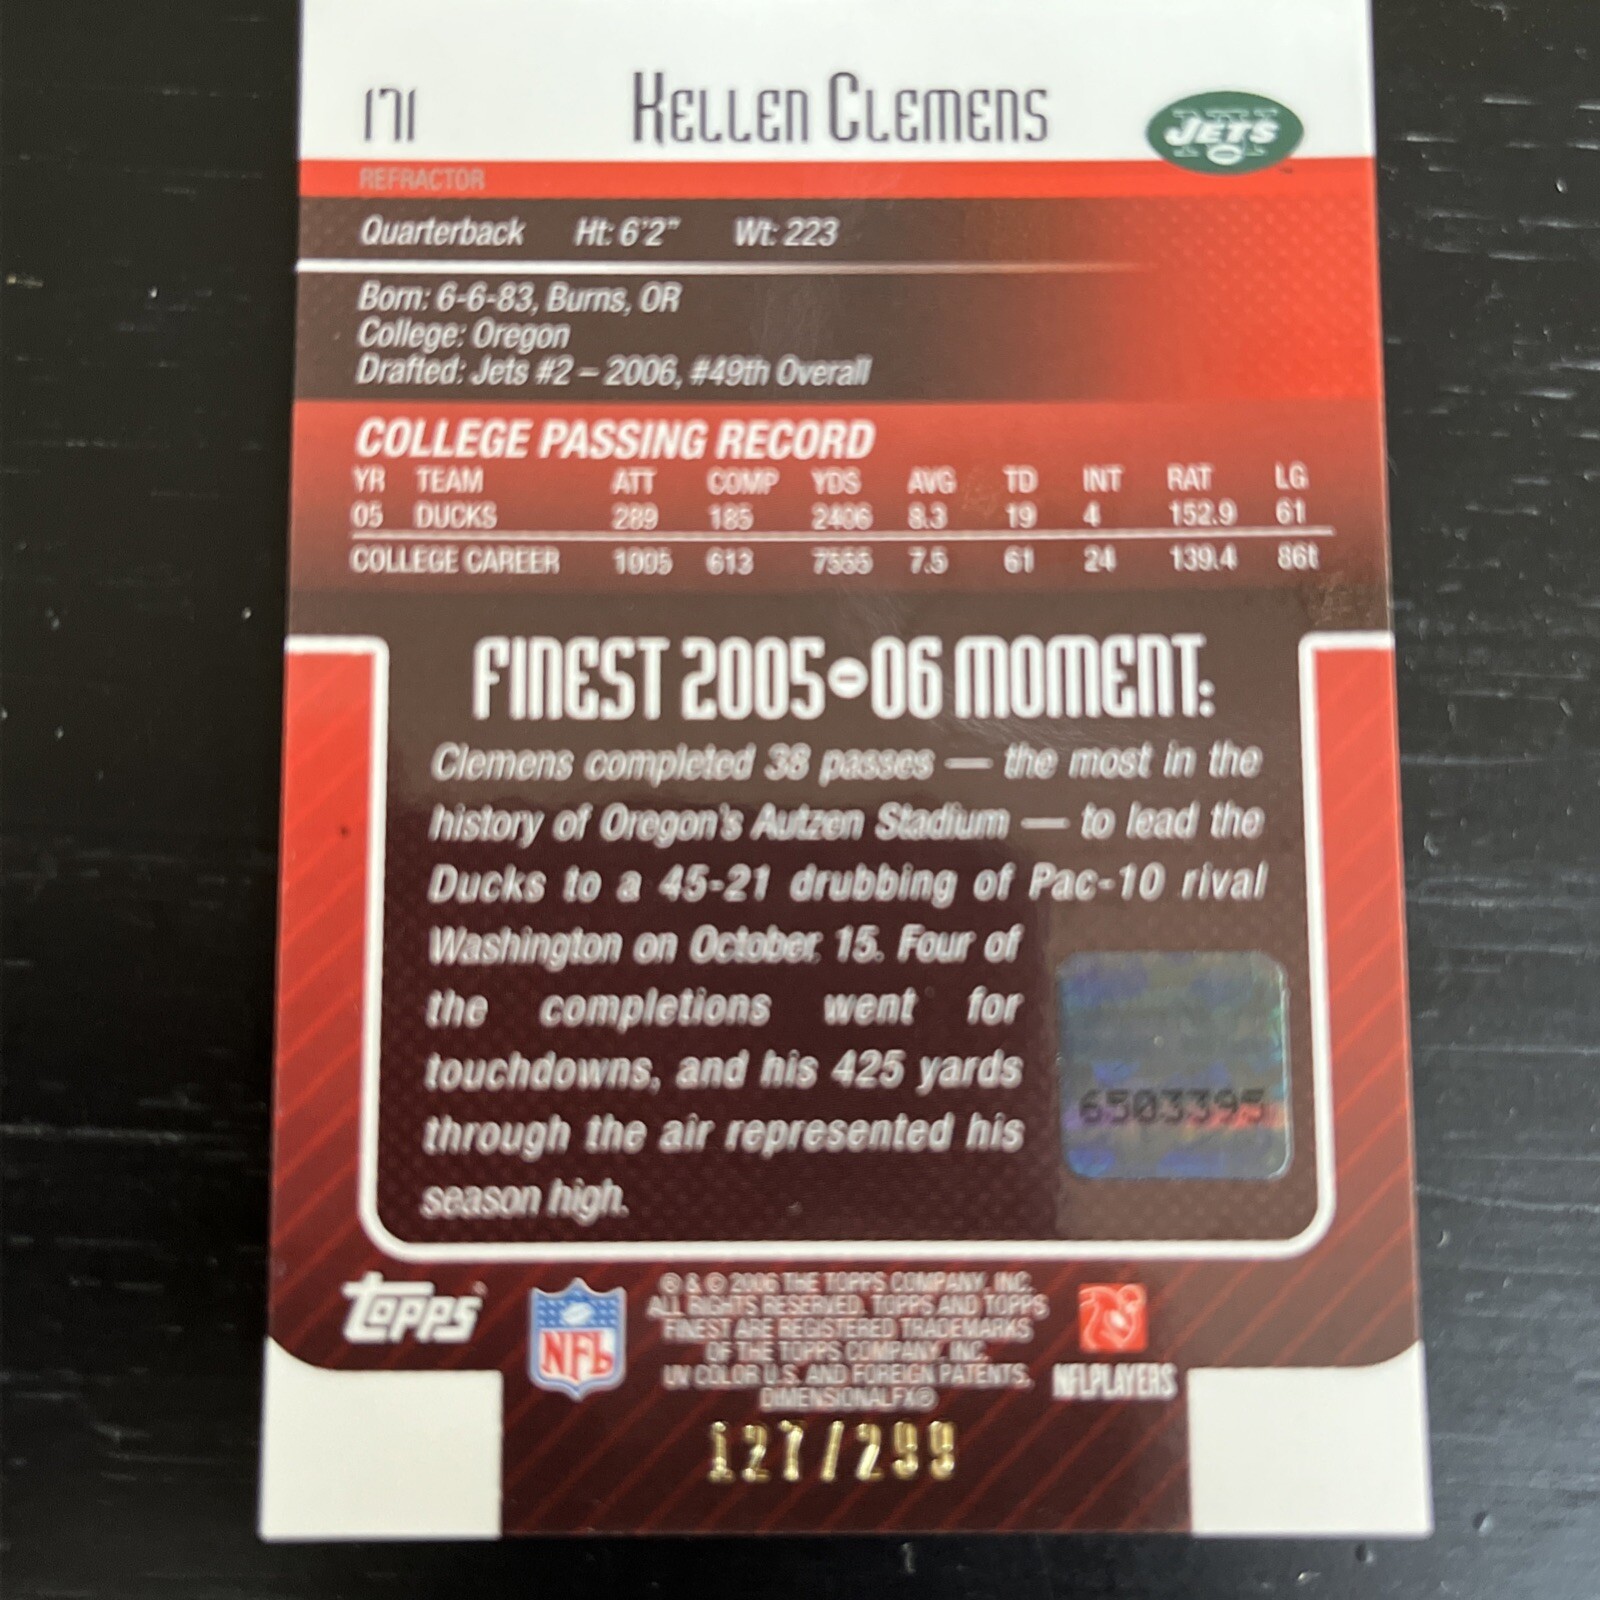 171 Kellen Clemens JETS
REFRACTOR
Quarterback Ht: 6'2" Wt: 223
Born: 6-6-83, Burns, OR
College: Oregon
Drafted: Jets #2 – 2006, #49th Overall
COLLEGE PASSING RECORD
YR TEAM ATT COMP YDS AVG TD INT RAT LG
05 DUCKS 289 185 2406 8.3 19 4 152.9 61
COLLEGE CAREER 1005 613 7555 7.5 61 24 139.4 86t
FINEST 2005-06 MOMENT:
Clemens completed 38 passes — the most in the
history of Oregon's Autzen Stadium — to lead the
Ducks to a 45-21 drubbing of Pac-10 rival
Washington on October 15. Four of
the completions went for
touchdowns, and his 425 yards
through the air represented his
season high.
6503395
TOPPS
NFL
® & © 2006 THE TOPPS COMPANY, INC.
ALL RIGHTS RESERVED. TOPPS AND TOPPS
FINEST ARE REGISTERED TRADEMARKS
OF THE TOPPS COMPANY, INC.
UV COLOR U.S. AND FOREIGN PATENTS,
DIMENSIONALFX®
NFLPLAYERS
127/299